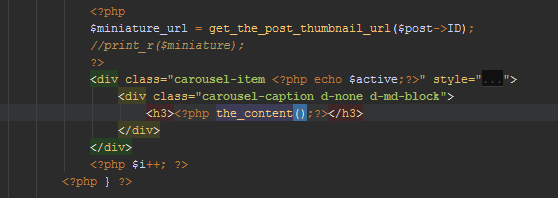 <?php
$miniature_url = get_the_post_thumbnail_url($post->ID);
//print_r($miniature);
?>
<div class="carousel-item <?php echo $active;?>" style="...">
<div class="carousel-caption d-none d-md-block">
<h3><?php the_content();?></h3>
</div>
</div>
<?php $i++; ?>
<?php } ?>